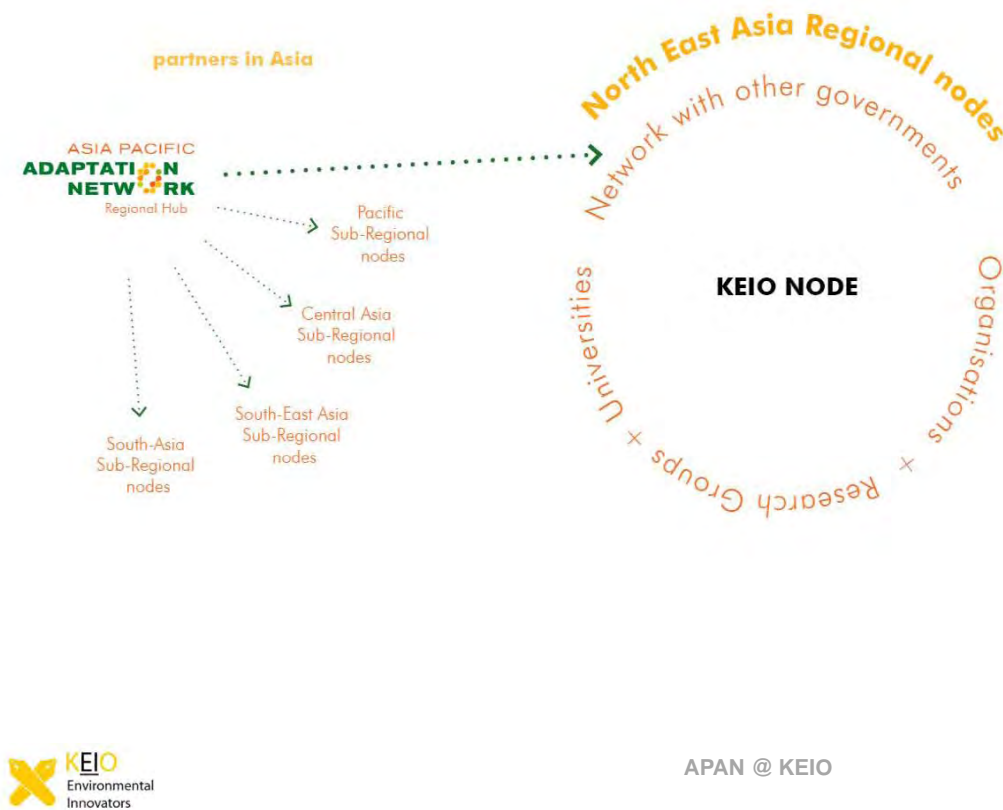 partners in Asia
ASIA PACIFIC
ADAPTATION
NETWORK
Regional Hub
Pacific
Sub-Regional
nodes
Central Asia
Sub-Regional
nodes
South-East Asia
Sub-Regional
nodes
South-Asia
Sub-Regional
nodes
North East Asia Regional nodes
Network with other governments
Organisations + Research Groups + Universities
KEIO NODE
KEIO
Environmental
Innovators
APAN @ KEIO